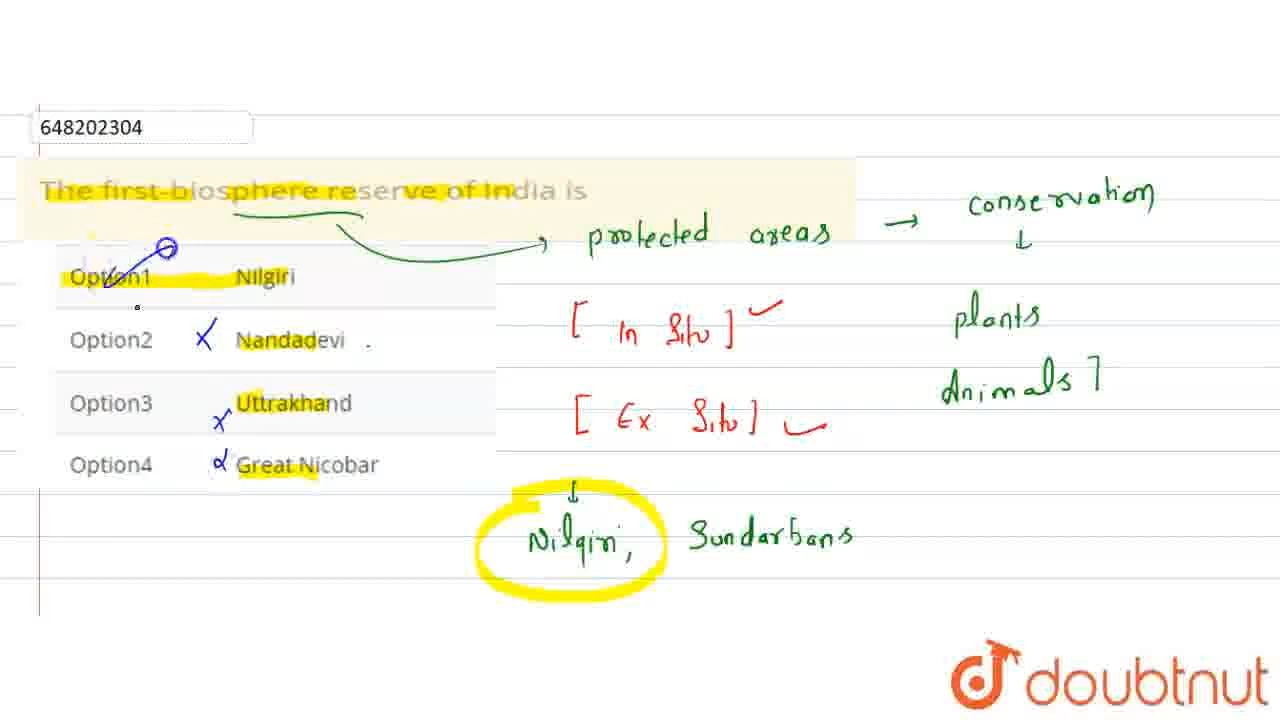 648202304
The first-biosphere reserve of India is
Option1 Nilgiri
Option2 x Nandadevi
Option3 x Uttrakhand
Option4 Great Nicobar
protected areas → conservation
↓
[ In Situ ] ✓
plants
Animals ]
[ Ex Situ ] ✓
↓
Nilgiri, Sundarbans
doubtnut